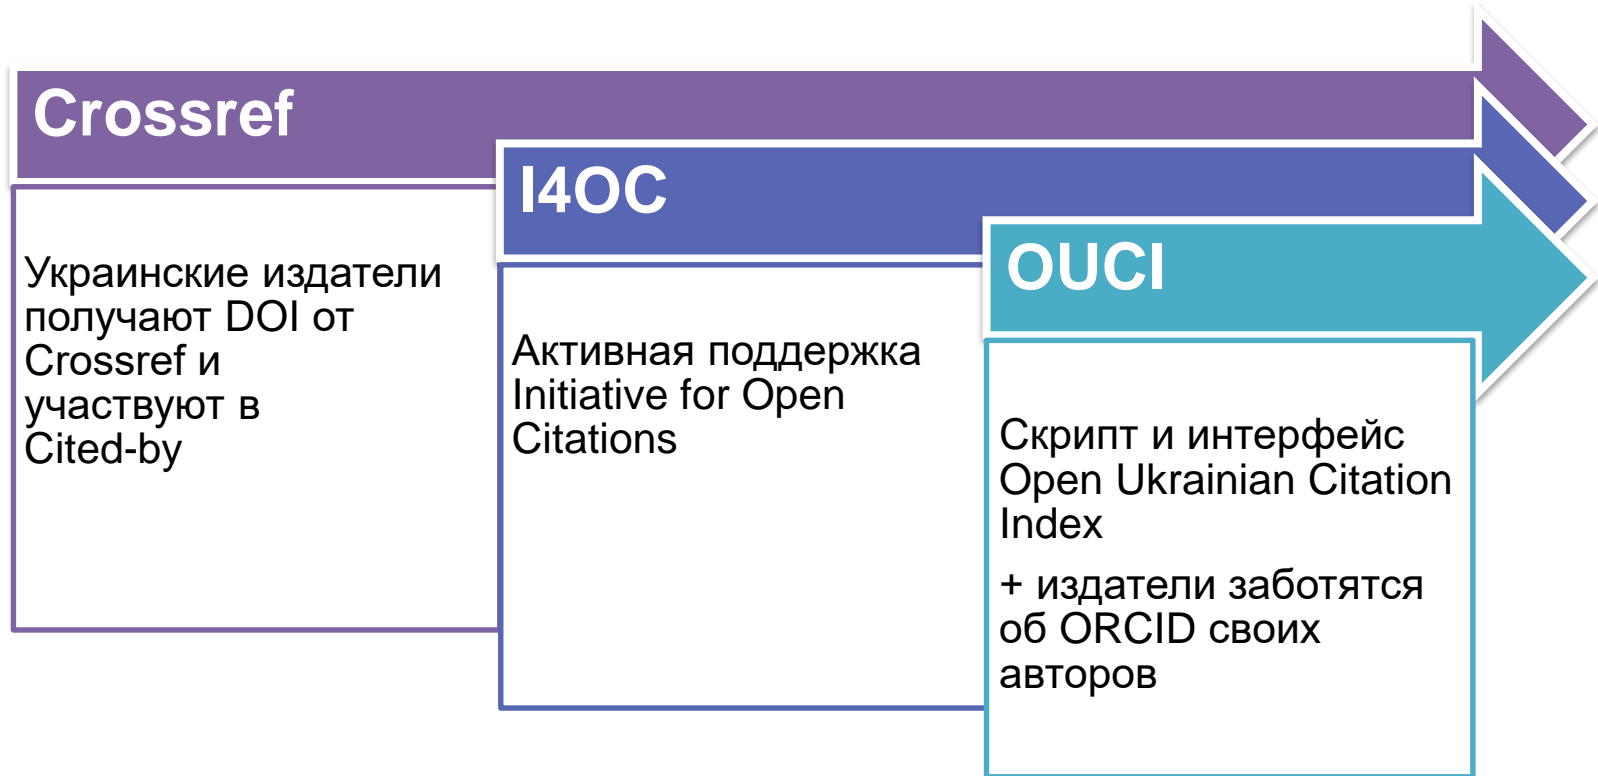 Crossref
Украинские издатели
получают DOI от
Crossref и
участвуют в
Cited-by
I4OC
Активная поддержка
Initiative for Open
Citations
OUCI
Скрипт и интерфейс
Open Ukrainian Citation
Index
+ издатели заботятся
об ORCID своих
авторов